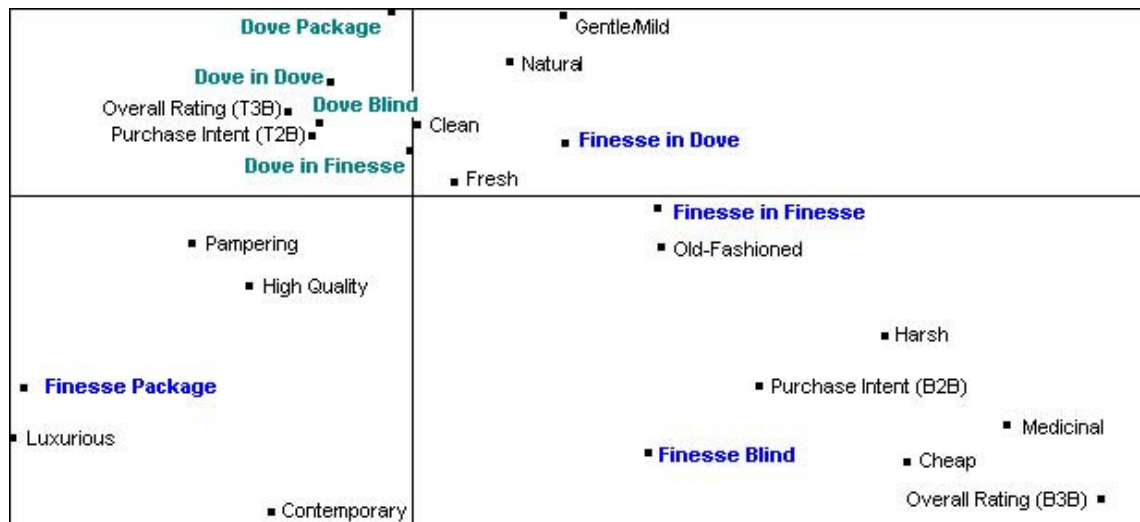 Dove Package
Gentle/Mild
Natural
Dove in Dove
Overall Rating (T3B)
Dove Blind
Clean
Purchase Intent (T2B)
Finesse in Dove
Dove in Finesse
Fresh
Finesse in Finesse
Pampering
Old-Fashioned
High Quality
Harsh
Finesse Package
Purchase Intent (B2B)
Medicinal
Luxurious
Finesse Blind
Cheap
Overall Rating (B3B)
Contemporary